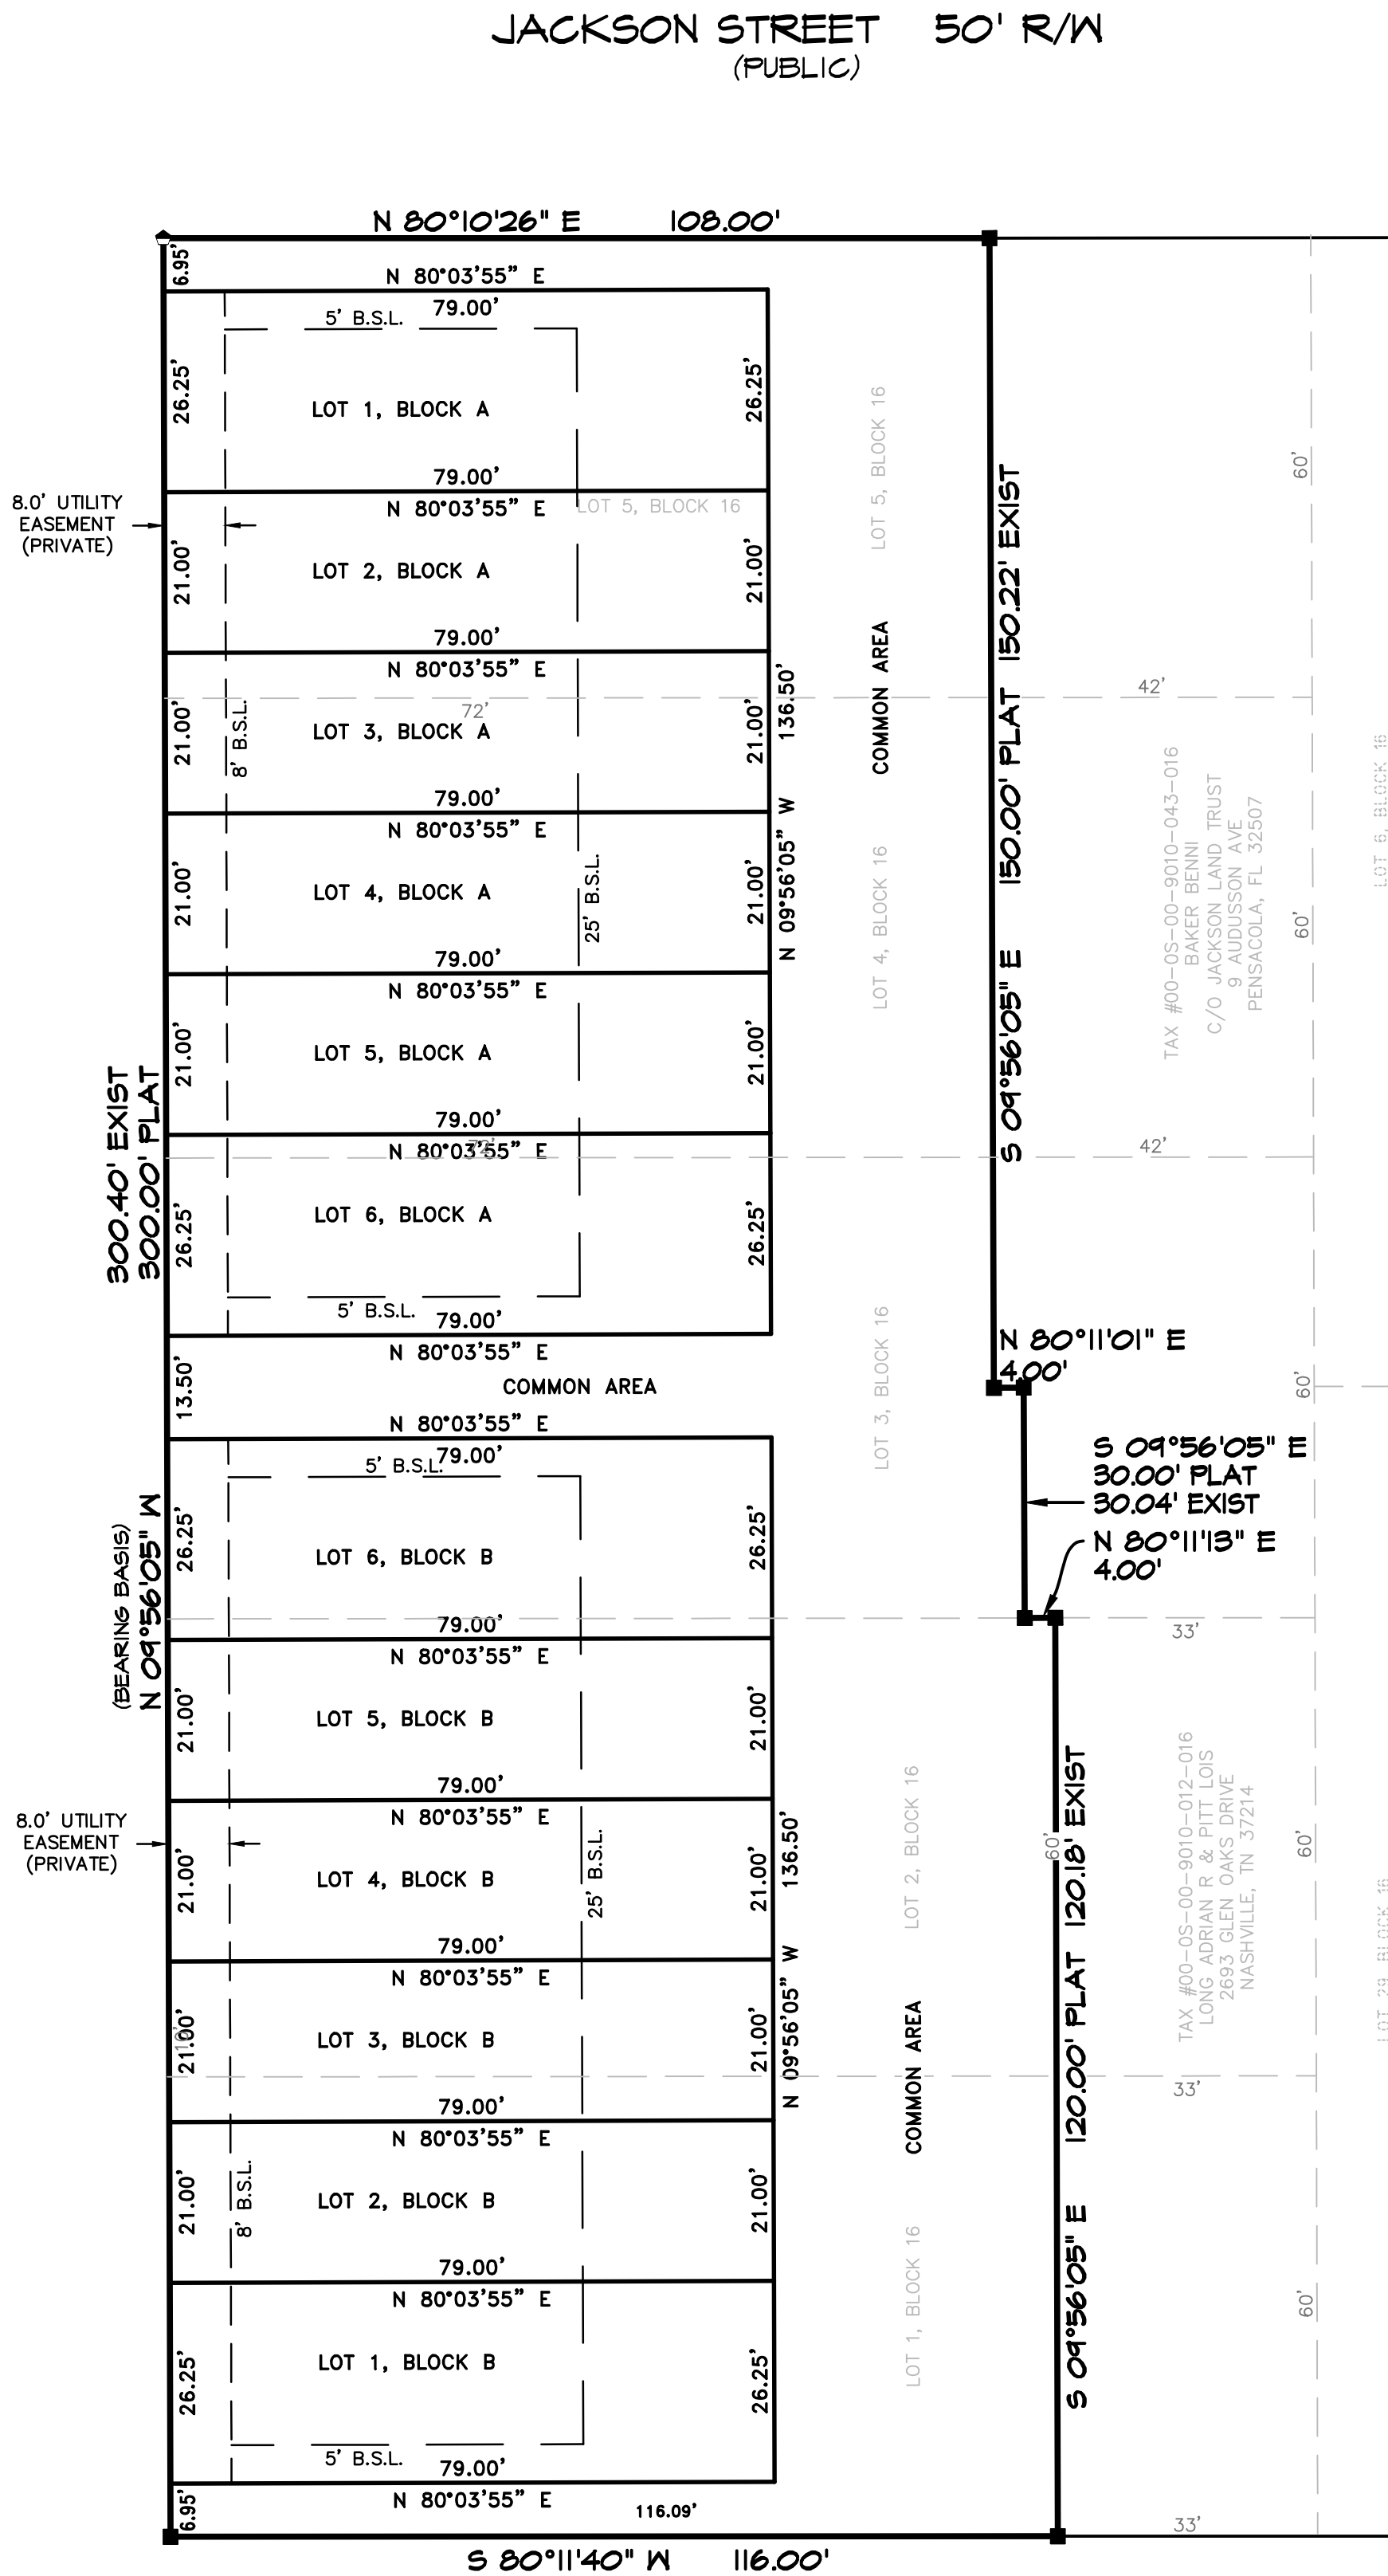 JACKSON STREET 50' R/W
(PUBLIC)
N 80°10'26" E 108.00'
6.95'
N 80°03'55" E
79.00'
5' B.S.L.
26.25'
LOT 1, BLOCK A
26.25'
79.00'
N 80°03'55" E
LOT 5, BLOCK 16
LOT 5, BLOCK 16
8.0' UTILITY
EASEMENT
(PRIVATE)
21.00'
LOT 2, BLOCK A
21.00'
79.00'
N 80°03'55" E
72'
42'
60'
21.00'
8' B.S.L.
LOT 3, BLOCK A
21.00'
N 09°56'05" W 136.50'
COMMON AREA
S 09°56'05" E 150.00' PLAT 150.22' EXIST
79.00'
N 80°03'55" E
21.00'
LOT 4, BLOCK A
25' B.S.L.
21.00'
LOT 4, BLOCK 16
TAX #00-0S-00-9010-043-016
BAKER BENNI
C/O JACKSON LAND TRUST
9 AUDUSSON AVE
PENSACOLA, FL 32507
60'
LOT 6, BLOCK 16
79.00'
N 80°03'55" E
21.00'
LOT 5, BLOCK A
21.00'
79.00'
N 80°03'55" E
72'
42'
300.40' EXIST
300.00' PLAT
26.25'
LOT 6, BLOCK A
26.25'
5' B.S.L.
79.00'
N 80°03'55" E
LOT 3, BLOCK 16
N 80°11'01" E
4.00'
60'
13.50'
COMMON AREA
N 80°03'55" E
79.00'
5' B.S.L.
S 09°56'05" E
30.00' PLAT
30.04' EXIST
N 80°11'13" E
4.00'
(BEARING BASIS)
N 09°56'05" W
26.25'
LOT 6, BLOCK B
26.25'
79.00'
N 80°03'55" E
33'
21.00'
LOT 5, BLOCK B
21.00'
79.00'
N 80°03'55" E
8.0' UTILITY
EASEMENT
(PRIVATE)
21.00'
LOT 4, BLOCK B
25' B.S.L.
21.00'
N 09°56'05" W 136.50'
LOT 2, BLOCK 16
60'
S 09°56'05" E 120.00' PLAT 120.18' EXIST
TAX #00-0S-00-9010-012-016
LONG ADRIAN R & PITT LOIS
2693 GLEN OAKS DRIVE
NASHVILLE, TN 37214
60'
LOT 29, BLOCK 16
79.00'
N 80°03'55" E
21.00'
LOT 3, BLOCK B
21.00'
COMMON AREA
79.00'
N 80°03'55" E
33'
21.00'
8' B.S.L.
LOT 2, BLOCK B
21.00'
79.00'
N 80°03'55" E
LOT 1, BLOCK 16
60'
26.25'
LOT 1, BLOCK B
26.25'
5' B.S.L.
79.00'
N 80°03'55" E
6.95'
116.09'
33'
S 80°11'40" W 116.00'